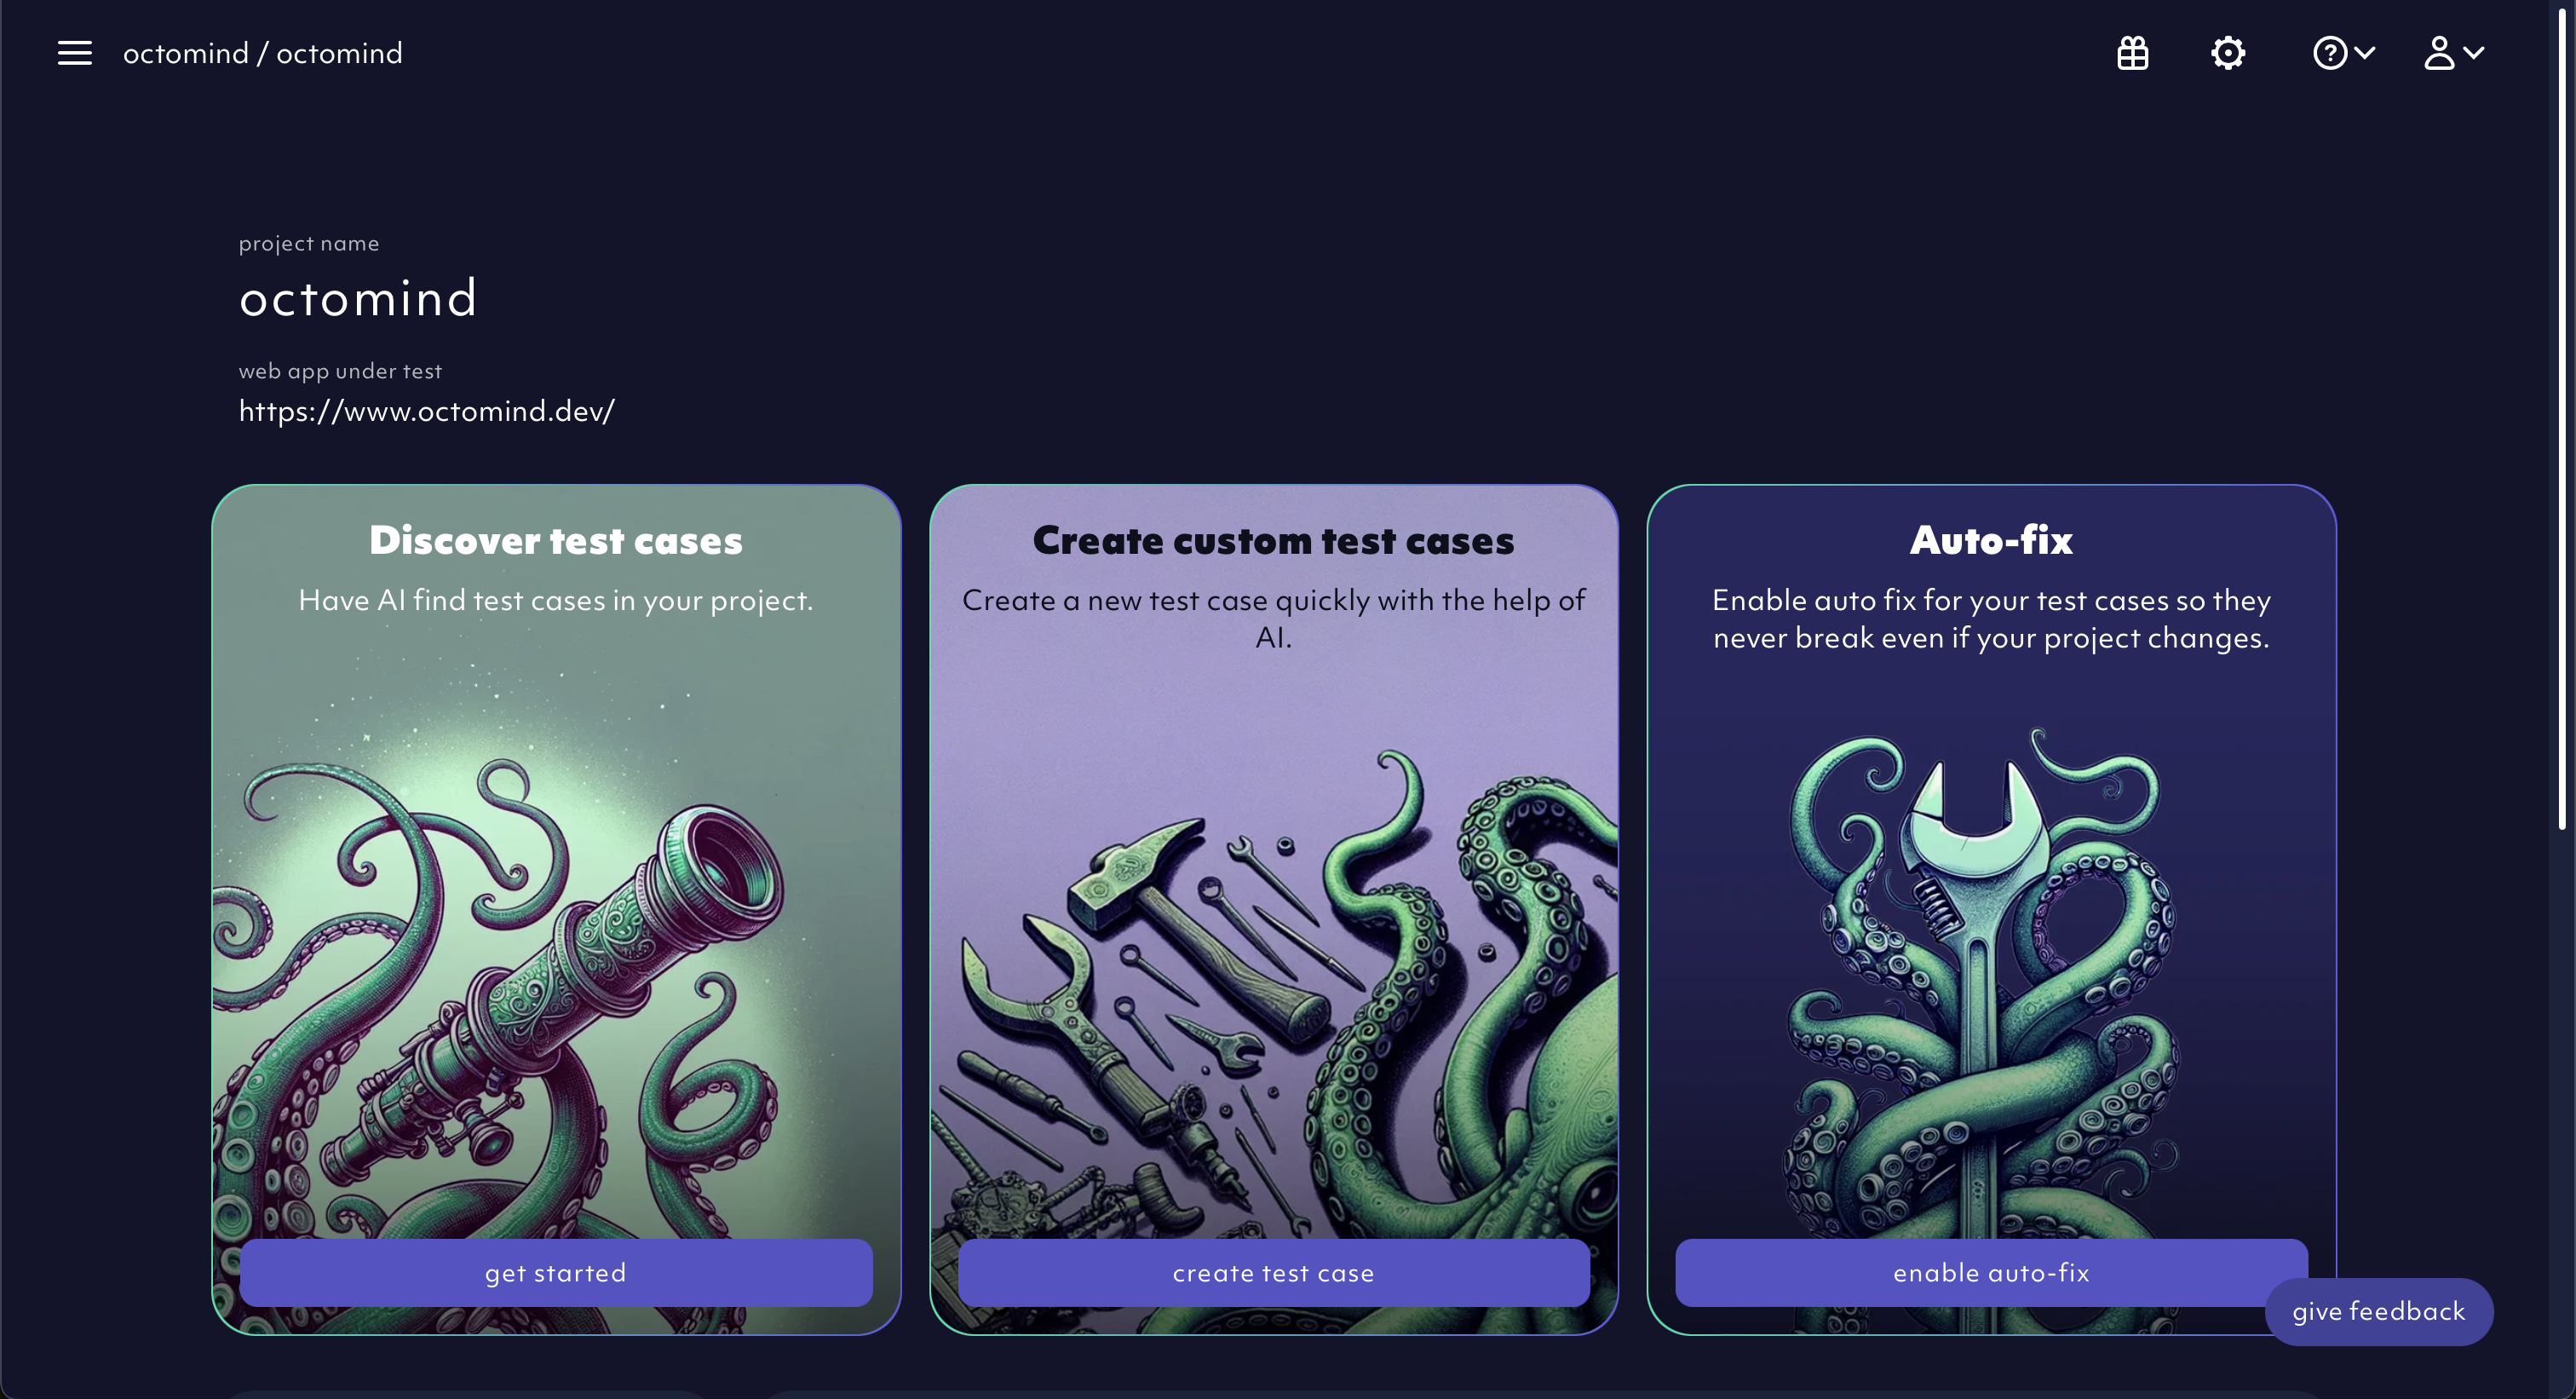 octomind / octomind
project name
octomind
web app under test
https://www.octomind.dev/
Discover test cases
Have AI find test cases in your project.
get started
Create custom test cases
Create a new test case quickly with the help of
AI.
create test case
Auto-fix
Enable auto fix for your test cases so they
never break even if your project changes.
enable auto-fix
give feedback